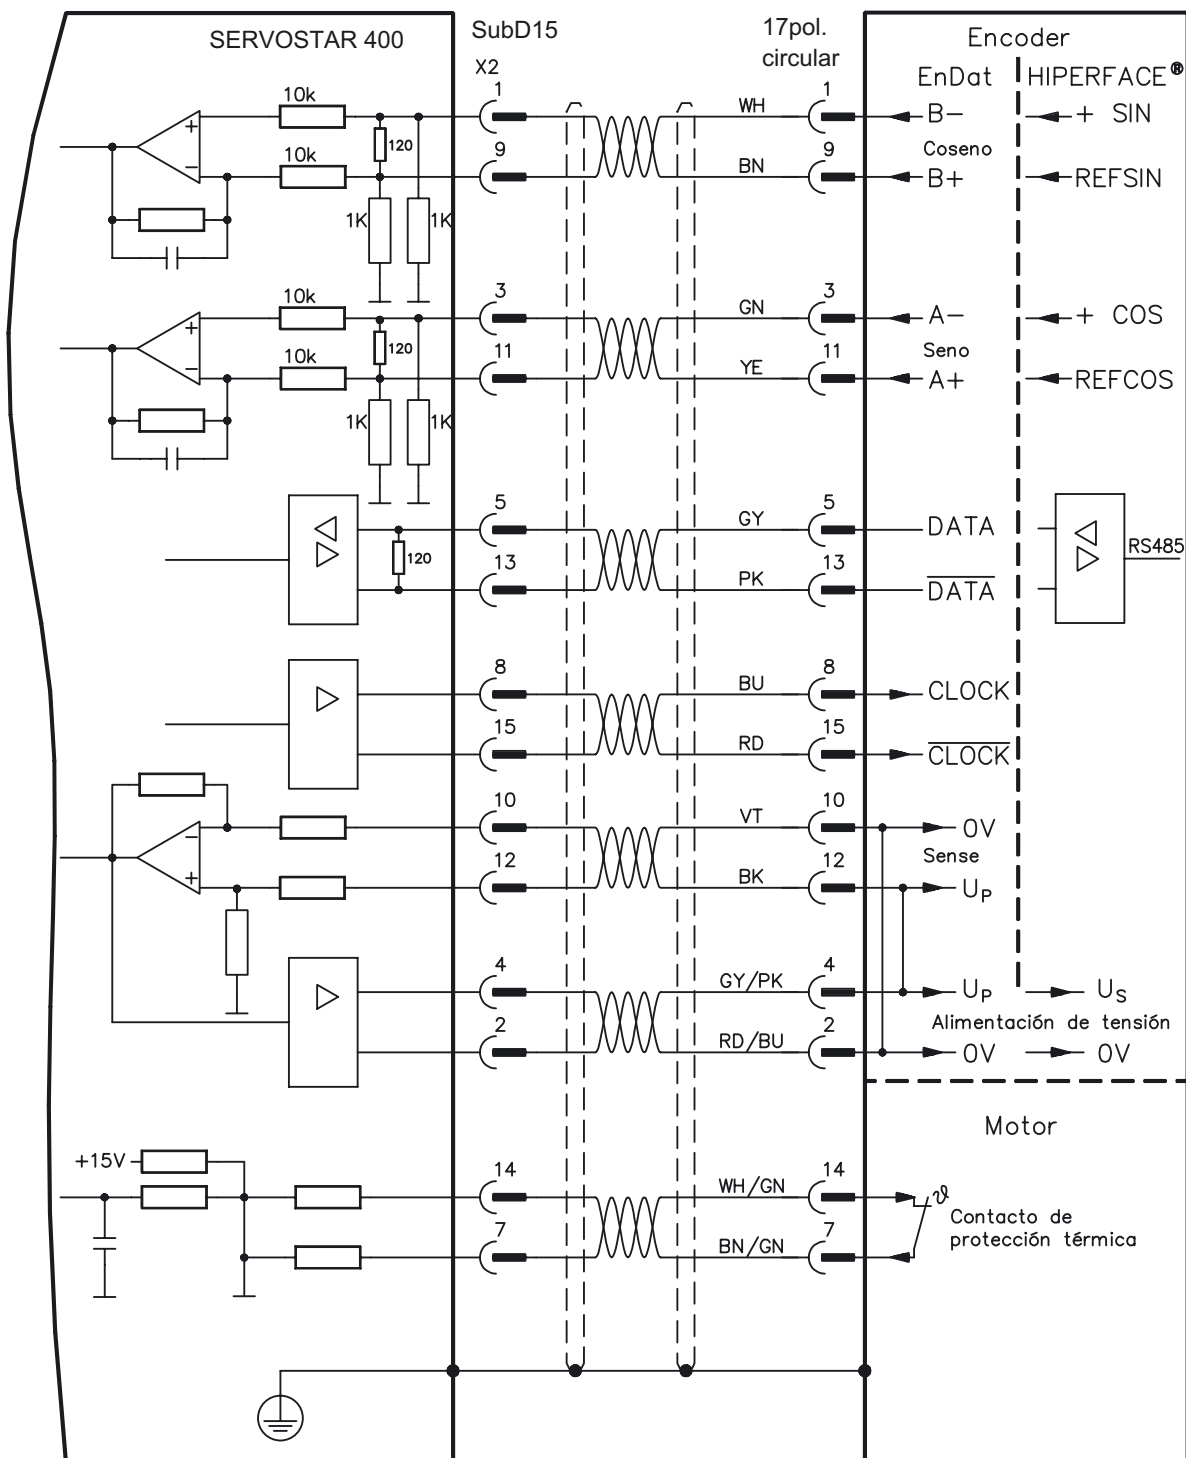 SERVOSTAR 400
SubD15
17pol.
circular
Encoder
X2
EnDat
HIPERFACE®
10k
1
WH
1
B-
+ SIN
120
Coseno
10k
9
BN
9
B+
REFSIN
1K
1K
10k
3
GN
3
A-
+ COS
120
Seno
10k
11
YE
11
A+
REFCOS
1K
1K
5
GY
5
DATA
120
RS485
13
PK
13
DATA
8
BU
8
CLOCK
15
RD
15
CLOCK
10
VT
10
0V
Sense
12
BK
12
UP
4
GY/PK
4
UP
US
Alimentación de tensión
2
RD/BU
2
0V
0V
Motor
+15V
14
WH/GN
14
ϑ
Contacto de
protección térmica
7
BN/GN
7